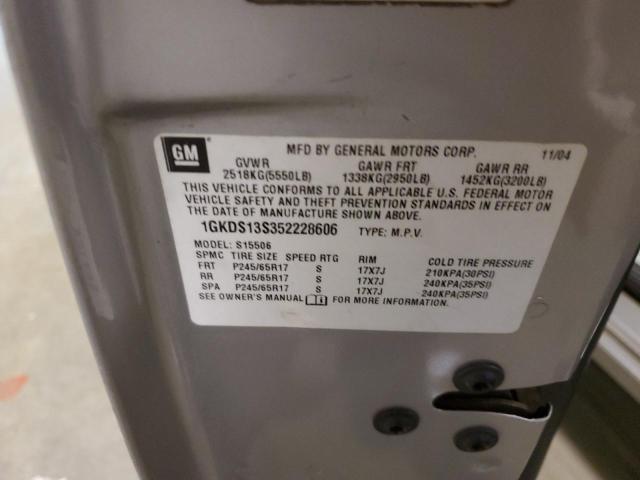 GM
MFD BY GENERAL MOTORS CORP. 11/04
GVWR GAWR FRT GAWR RR
2518KG(5550LB) 1338KG(2950LB) 1452KG(3200LB)
THIS VEHICLE CONFORMS TO ALL APPLICABLE U.S. FEDERAL MOTOR
VEHICLE SAFETY AND THEFT PREVENTION STANDARDS IN EFFECT ON
THE DATE OF MANUFACTURE SHOWN ABOVE.
1GKDS13S352228606 TYPE: M.P.V.
MODEL: S15506
SPMC TIRE SIZE SPEED RTG RIM COLD TIRE PRESSURE
FRT P245/65R17 S 17X7J 210KPA(30PSI)
RR P245/65R17 S 17X7J 240KPA(35PSI)
SPA P245/65R17 S 17X7J 240KPA(35PSI)
SEE OWNER'S MANUAL FOR MORE INFORMATION.